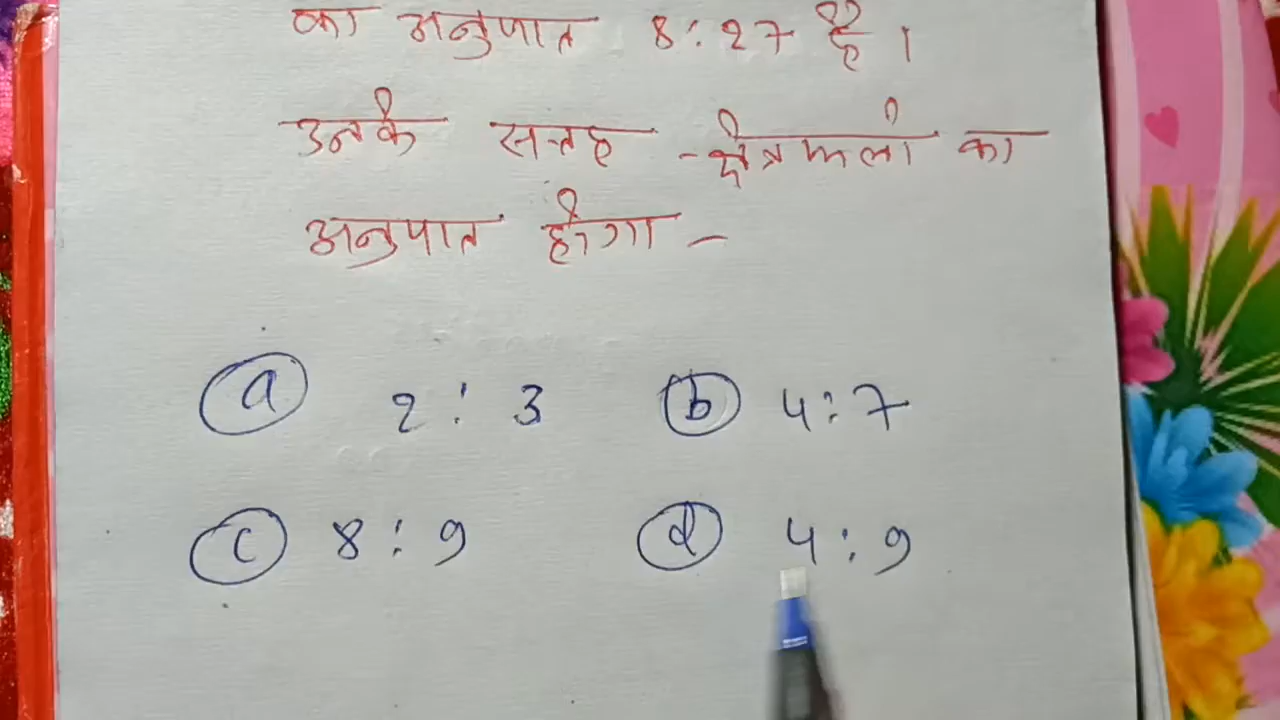 का अनुपात 8:27 है ।
उनके सतह -क्षेत्रफलों का
अनुपात होगा -
(a) 2 : 3 (b) 4:7
(c) 8 : 9 (d) 4 : 9